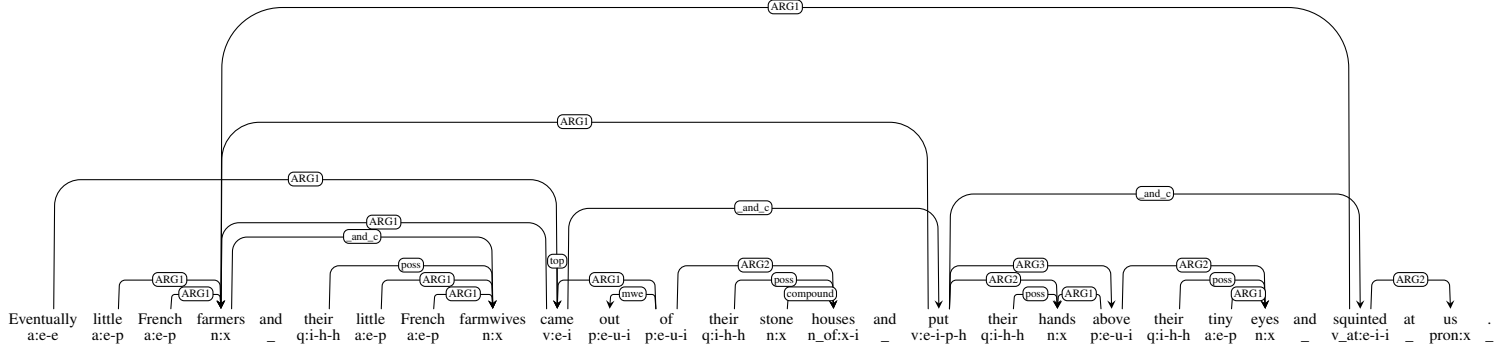 ARG1
ARG1
ARG1
_and_c
ARG1 _and_c
ARG1
_and_c
top
poss ARG2 ARG3 ARG2
ARG1 ARG1 ARG1 poss ARG2 poss ARG2
ARG1 ARG1 mwe compound poss ARG1 ARG1
Eventually little French farmers and their little French farmwives came out of their stone houses and put their hands above their tiny eyes and squinted at us .
a:e-e a:e-p a:e-p n:x _ q:i-h-h a:e-p a:e-p n:x v:e-i p:e-u-i p:e-u-i q:i-h-h n:x n_of:x-i _ v:e-i-p-h q:i-h-h n:x p:e-u-i q:i-h-h a:e-p n:x _ v_at:e-i-i _ pron:x _